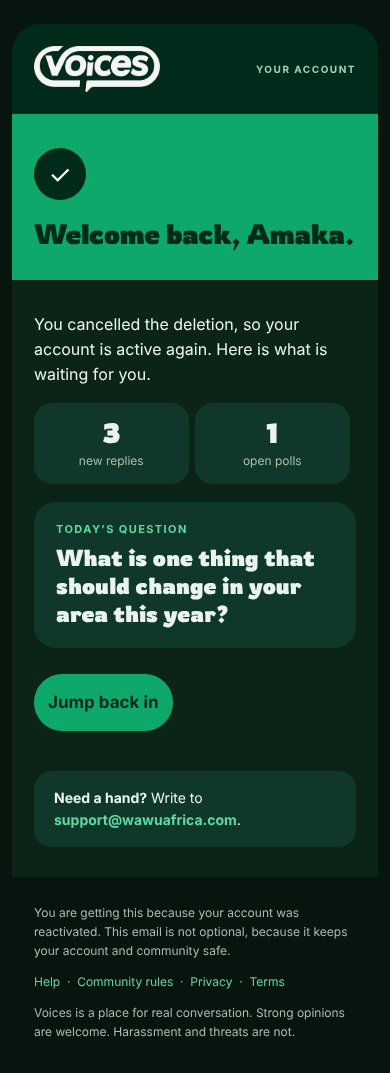 voices
YOUR ACCOUNT
Welcome back, Amaka.
You cancelled the deletion, so your
account is active again. Here is what is
waiting for you.
3
new replies
1
open polls
TODAY’S QUESTION
What is one thing that
should change in your
area this year?
Jump back in
Need a hand? Write to
support@wawuafrica.com.
You are getting this because your account was
reactivated. This email is not optional, because it keeps
your account and community safe.
Help · Community rules · Privacy · Terms
Voices is a place for real conversation. Strong opinions
are welcome. Harassment and threats are not.